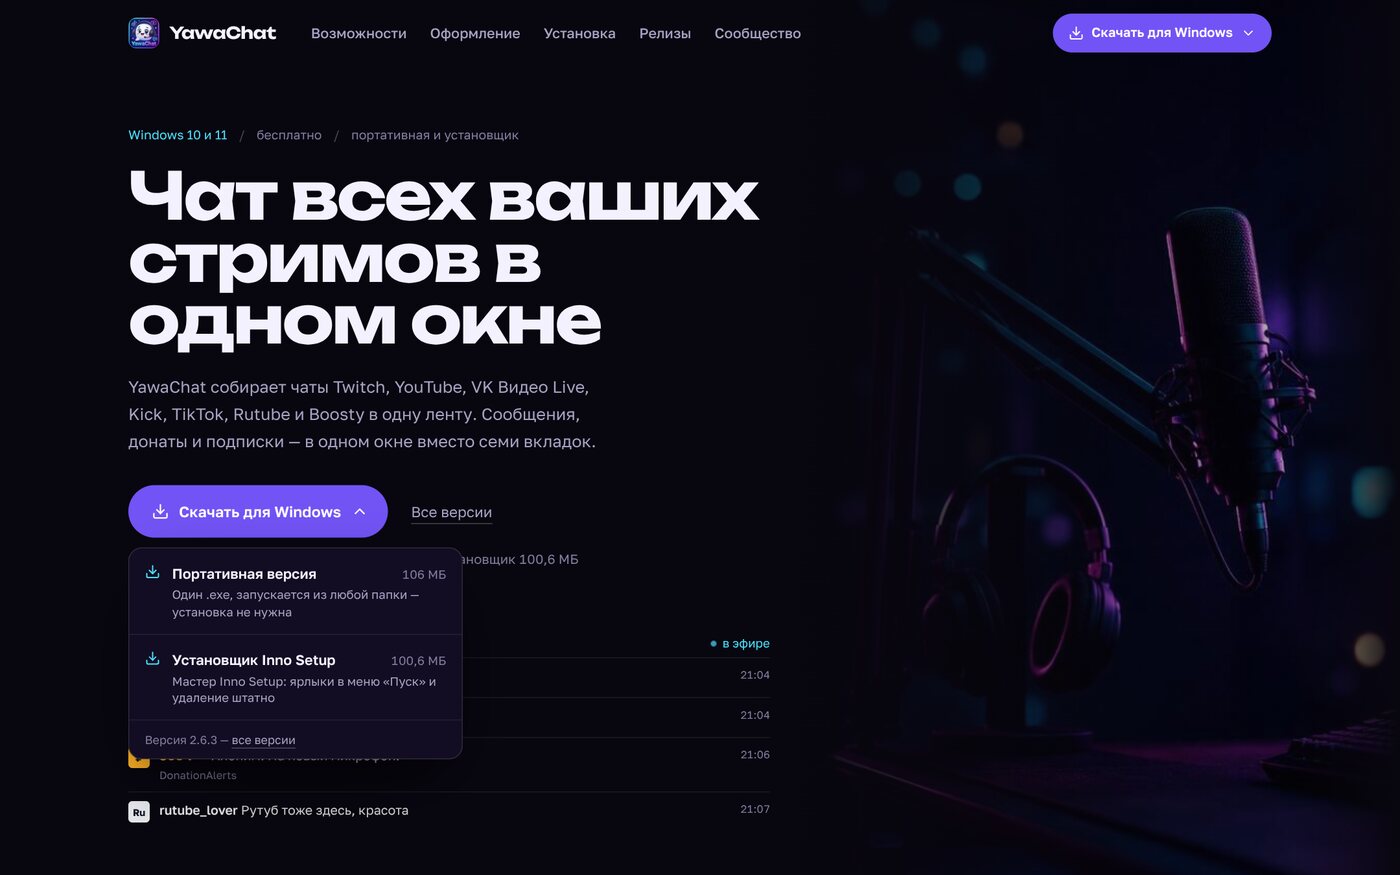 YawaChat
Возможности
Оформление
Установка
Релизы
Сообщество
Скачать для Windows
Windows 10 и 11 / бесплатно / портативная и установщик
Чат всех ваших
стримов в
одном окне
YawaChat собирает чаты Twitch, YouTube, VK Видео Live,
Kick, TikTok, Rutube и Boosty в одну ленту. Сообщения,
донаты и подписки — в одном окне вместо семи вкладок.
Скачать для Windows
Все версии
100,6 МБ
Портативная версия 106 МБ
Один .exe, запускается из любой папки —
установка не нужна
Установщик Inno Setup 100,6 МБ
Мастер Inno Setup: ярлыки в меню «Пуск» и
удаление штатно
Версия 2.6.3 — все версии
в эфире
21:04
21:04
21:06
DonationAlerts
Ru rutube_lover Рутуб тоже здесь, красота 21:07